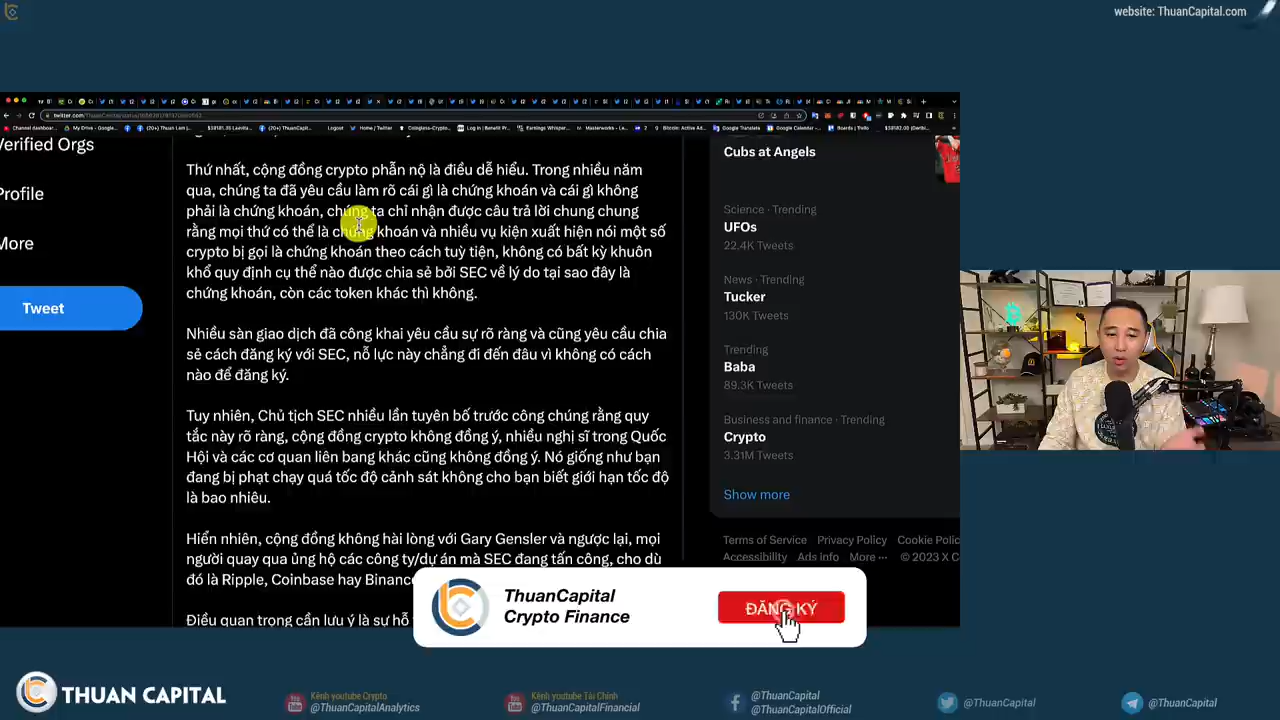 website: ThuanCapital.com
Verified Orgs
Profile
More
Tweet
Thứ nhất, cộng đồng crypto phẫn nộ là điều dễ hiểu. Trong nhiều năm
qua, chúng ta đã yêu cầu làm rõ cái gì là chứng khoán và cái gì không
phải là chứng khoán, chúng ta chỉ nhận được câu trả lời chung chung
rằng mọi thứ có thể là chứng khoán và nhiều vụ kiện xuất hiện nói một số
crypto bị gọi là chứng khoán theo cách tuỳ tiện, không có bất kỳ khuôn
khổ quy định cụ thể nào được chia sẻ bởi SEC về lý do tại sao đây là
chứng khoán, còn các token khác thì không.
Nhiều sàn giao dịch đã công khai yêu cầu sự rõ ràng và cũng yêu cầu chia
sẻ cách đăng ký với SEC, nỗ lực này chẳng đi đến đâu vì không có cách
nào để đăng ký.
Tuy nhiên, Chủ tịch SEC nhiều lần tuyên bố trước công chúng rằng quy
tắc này rõ ràng, cộng đồng crypto không đồng ý, nhiều nghị sĩ trong Quốc
Hội và các cơ quan liên bang khác cũng không đồng ý. Nó giống như bạn
đang bị phạt chạy quá tốc độ cảnh sát không cho bạn biết giới hạn tốc độ
là bao nhiêu.
Hiển nhiên, cộng đồng không hài lòng với Gary Gensler và ngược lại, mọi
người quay qua ủng hộ các công ty/dự án mà SEC đang tấn công, cho dù
đó là Ripple, Coinbase hay Binance
Điều quan trọng cần lưu ý là sự hỗ
Cubs at Angels
Science · Trending
UFOs
22.4K Tweets
News · Trending
Tucker
130K Tweets
Trending
Baba
89.3K Tweets
Business and finance · Trending
Crypto
3.31M Tweets
Show more
Terms of Service Privacy Policy Cookie Polic
Accessibility Ads info More ··· © 2023 X C
ThuanCapital
Crypto Finance
ĐĂNG KÝ
THUAN CAPITAL
Kênh youtube Crypto
@ThuanCapitalAnalytics
Kênh youtube Tài Chính
@ThuanCapitalFinancial
@ThuanCapital
@ThuanCapitalOfficial
@ThuanCapital
@ThuanCapital